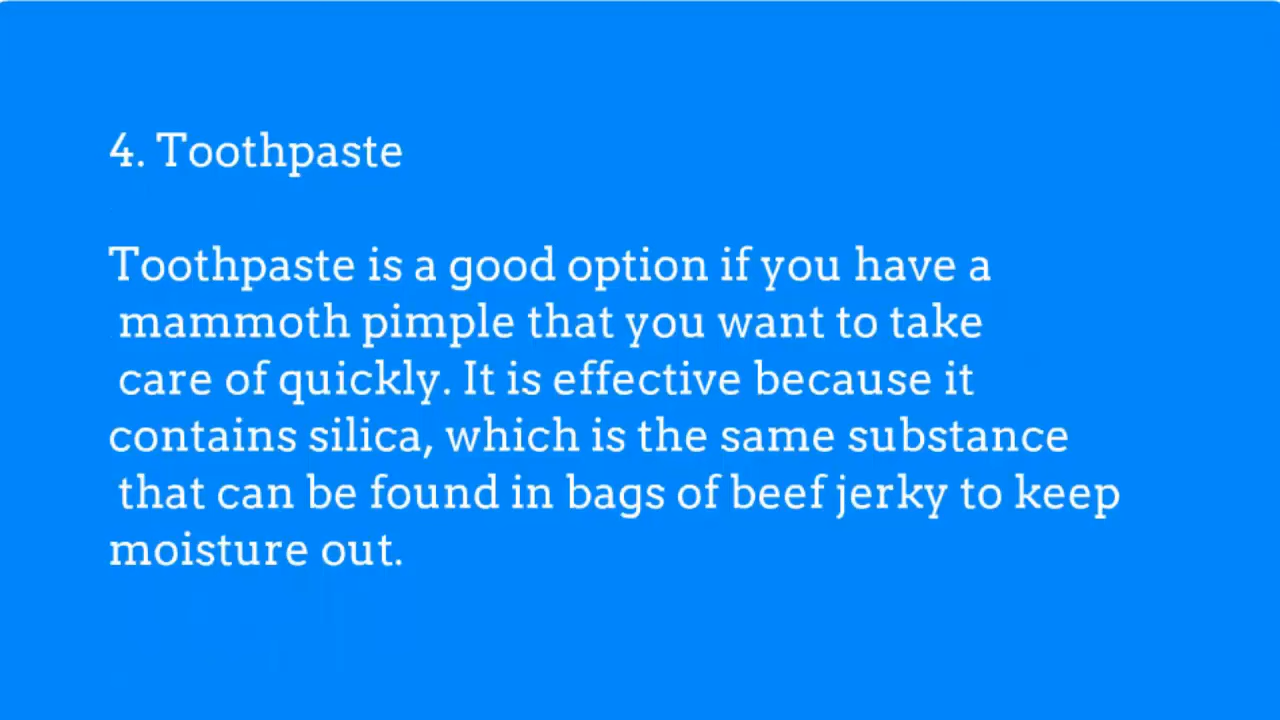 4. Toothpaste
Toothpaste is a good option if you have a
mammoth pimple that you want to take
care of quickly. It is effective because it
contains silica, which is the same substance
that can be found in bags of beef jerky to keep
moisture out.